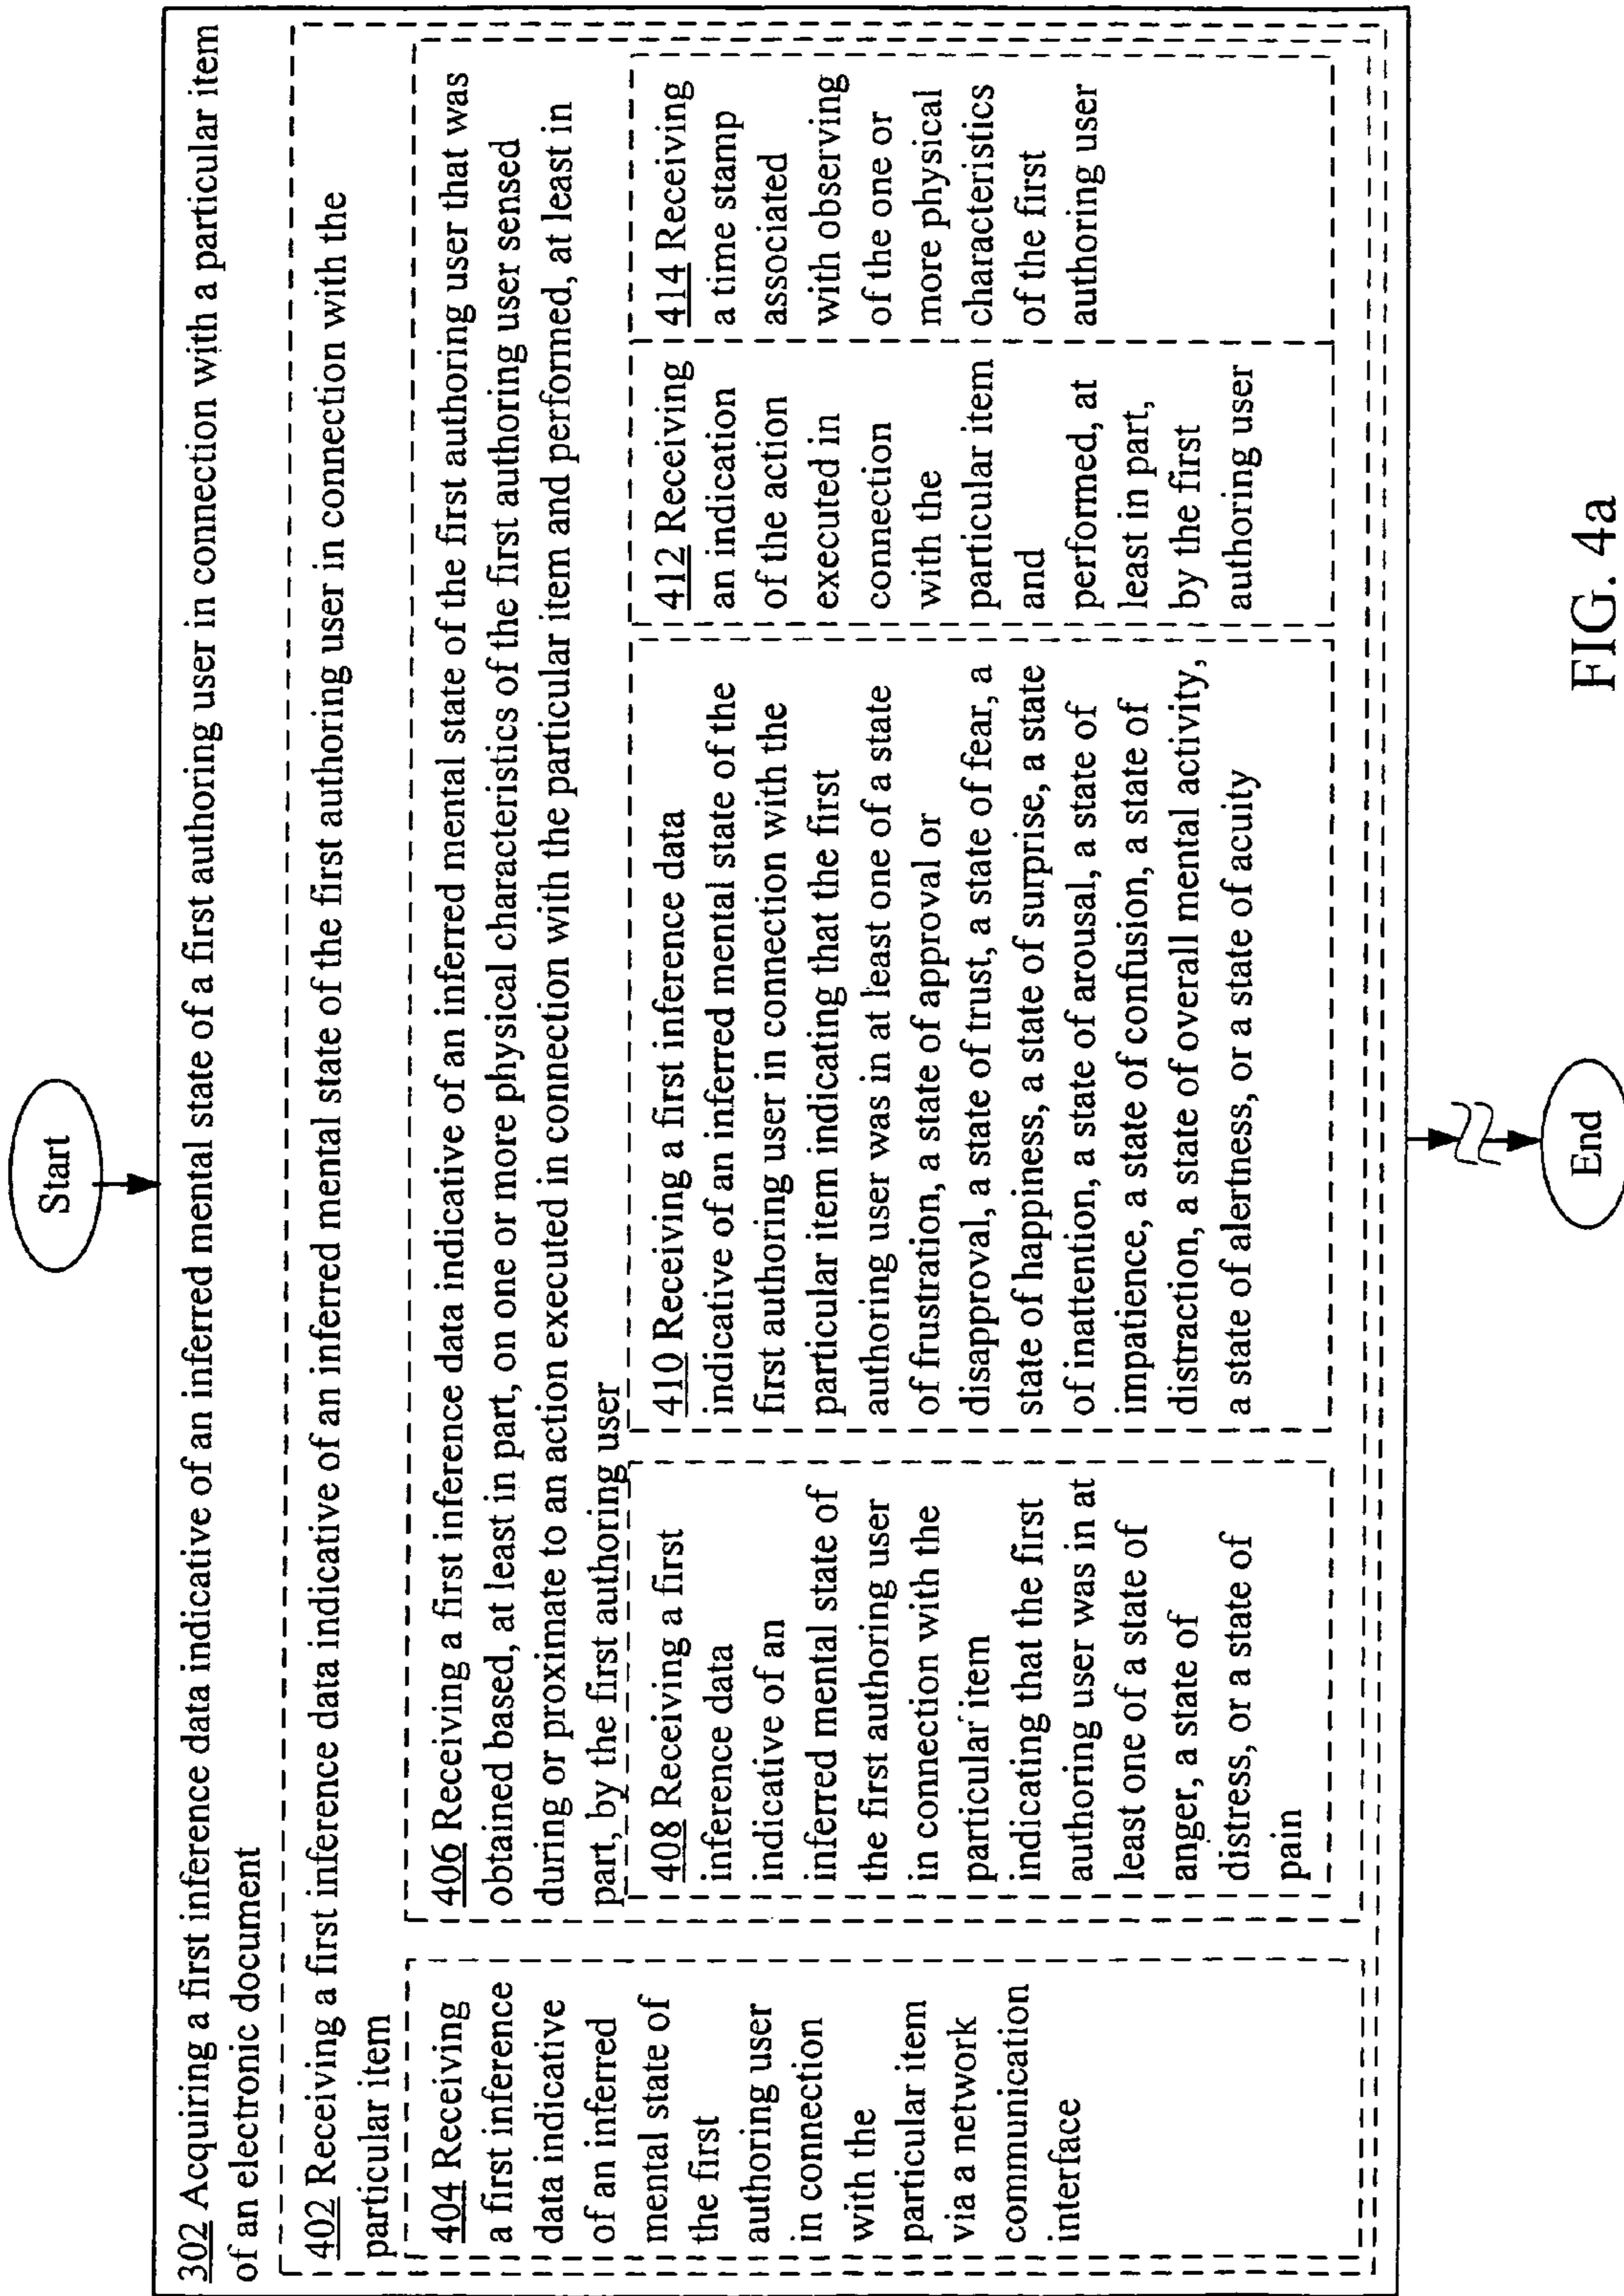 Start
302 Acquiring a first inference data indicative of an inferred mental state of a first authoring user in connection with a particular item
of an electronic document
402 Receiving a first inference data indicative of an inferred mental state of the first authoring user in connection with the
particular item
404 Receiving
a first inference
data indicative
of an inferred
mental state of
the first
authoring user
in connection
with the
particular item
via a network
communication
interface
406 Receiving a first inference data indicative of an inferred mental state of the first authoring user that was
obtained based, at least in part, on one or more physical characteristics of the first authoring user sensed
during or proximate to an action executed in connection with the particular item and performed, at least in
part, by the first authoring user
408 Receiving a first
inference data
indicative of an
inferred mental state of
the first authoring user
in connection with the
particular item
indicating that the first
authoring user was in at
least one of a state of
anger, a state of
distress, or a state of
pain
410 Receiving a first inference data
indicative of an inferred mental state of the
first authoring user in connection with the
particular item indicating that the first
authoring user was in at least one of a state
of frustration, a state of approval or
disapproval, a state of trust, a state of fear, a
state of happiness, a state of surprise, a state
of inattention, a state of arousal, a state of
impatience, a state of confusion, a state of
distraction, a state of overall mental activity,
a state of alertness, or a state of acuity
412 Receiving
an indication
of the action
executed in
connection
with the
particular item
and
performed, at
least in part,
by the first
authoring user
414 Receiving
a time stamp
associated
with observing
of the one or
more physical
characteristics
of the first
authoring user
End
FIG. 4a